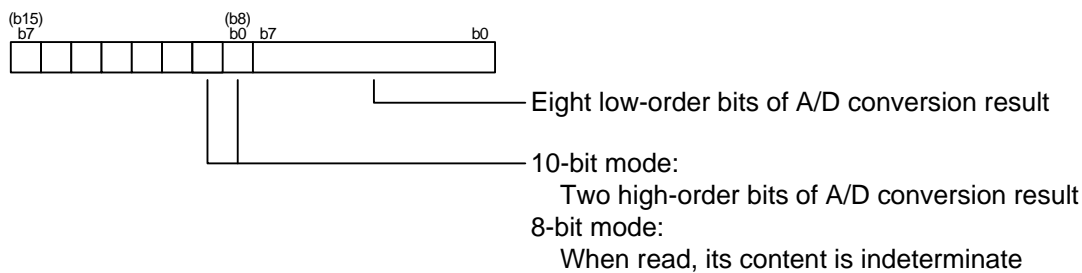 (b15) (b8)
b7 b0 b7 b0
Eight low-order bits of A/D conversion result
10-bit mode:
Two high-order bits of A/D conversion result
8-bit mode:
When read, its content is indeterminate